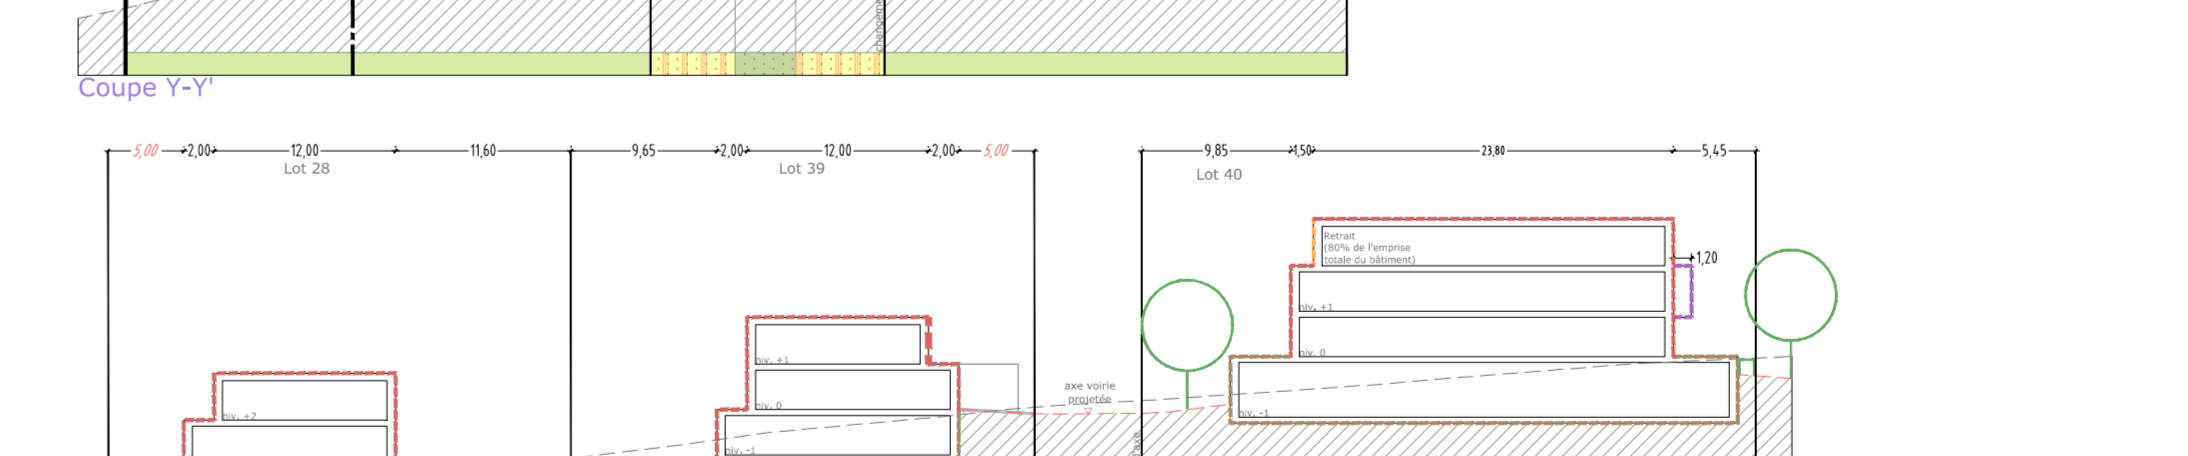 changeme
Coupe Y-Y'
5,00 2,00 12,00 11,60 9,65 2,00 12,00 2,00 5,00 9,85 1,50 23,80 5,45
Lot 28 Lot 39 Lot 40
Retrait
(80% de l'emprise
totale du bâtiment)
1,20
niv. +1
niv. 0
niv. +1
axe voirie
projetée
niv. 0
niv. -1
niv. +2
niv. -1
axe